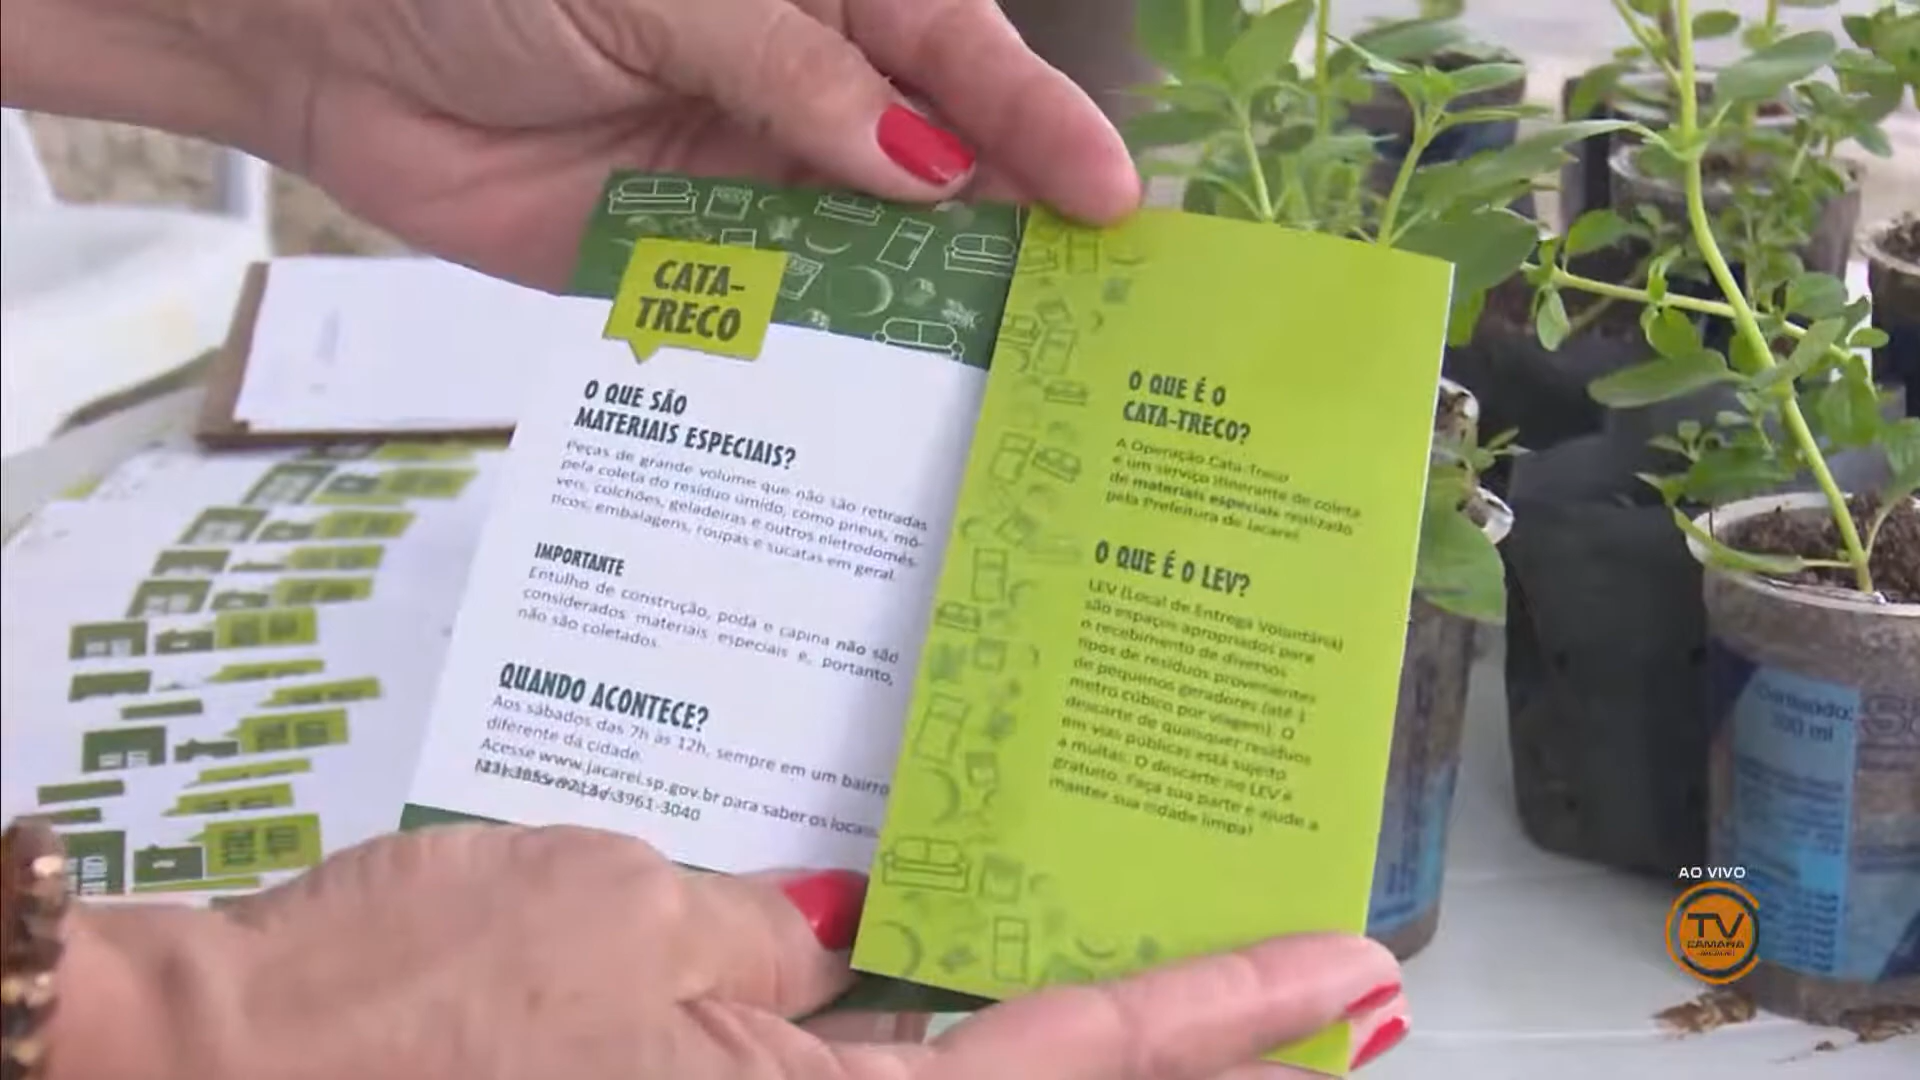 CATA-
TRECO
O QUE SÃO
MATERIAIS ESPECIAIS?
Peças de grande volume que não são retiradas
pela coleta do resíduo úmido, como pneus, mó-
veis, colchões, geladeiras e outros eletrodomés-
ticos, embalagens, roupas e sucatas em geral.
IMPORTANTE
Entulho de construção, poda e capina não são
considerados materiais especiais e, portanto,
não são coletados.
QUANDO ACONTECE?
Aos sábados das 7h às 12h, sempre em um bairro
diferente da cidade.
Acesse www.jacarei.sp.gov.br para saber os locais.
3961-3040
O QUE É O
CATA-TRECO?
A Operação Cata-Treco
é um serviço itinerante de coleta
de materiais especiais realizado
pela Prefeitura de Jacareí.
O QUE É O LEV?
LEV (Local de Entrega Voluntária)
são espaços apropriados para
o recebimento de diversos
tipos de resíduos provenientes
de pequenos geradores (até 1
metro cúbico por viagem). O
descarte de quaisquer resíduos
em vias públicas está sujeito
a multas. O descarte no LEV é
gratuito. Faça sua parte e ajude a
manter sua cidade limpa!
Conteúdo:
500 ml
AO VIVO
TV
CAMARA